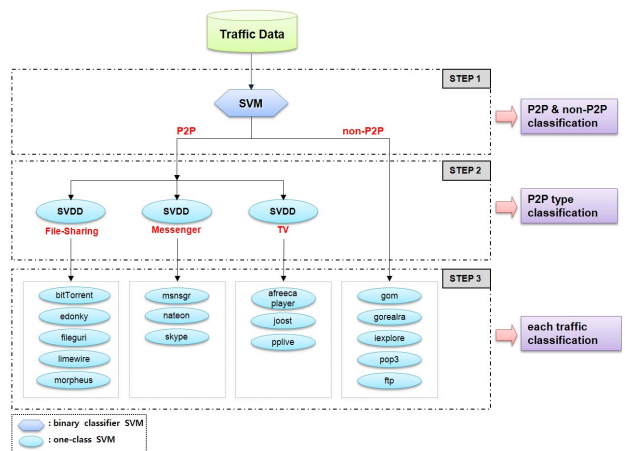 Traffic Data
STEP 1
SVM
P2P
non-P2P
P2P & non-P2P
classification
STEP 2
SVDD
File-Sharing
SVDD
Messenger
SVDD
TV
P2P type
classification
STEP 3
bitTorrent
edonky
fileguri
limewire
morpheus
msnsgr
nateon
skype
afreeca
player
joost
pplive
gom
gorealra
iexplore
pop3
ftp
each traffic
classification
: binary classifier SVM
: one-class SVM